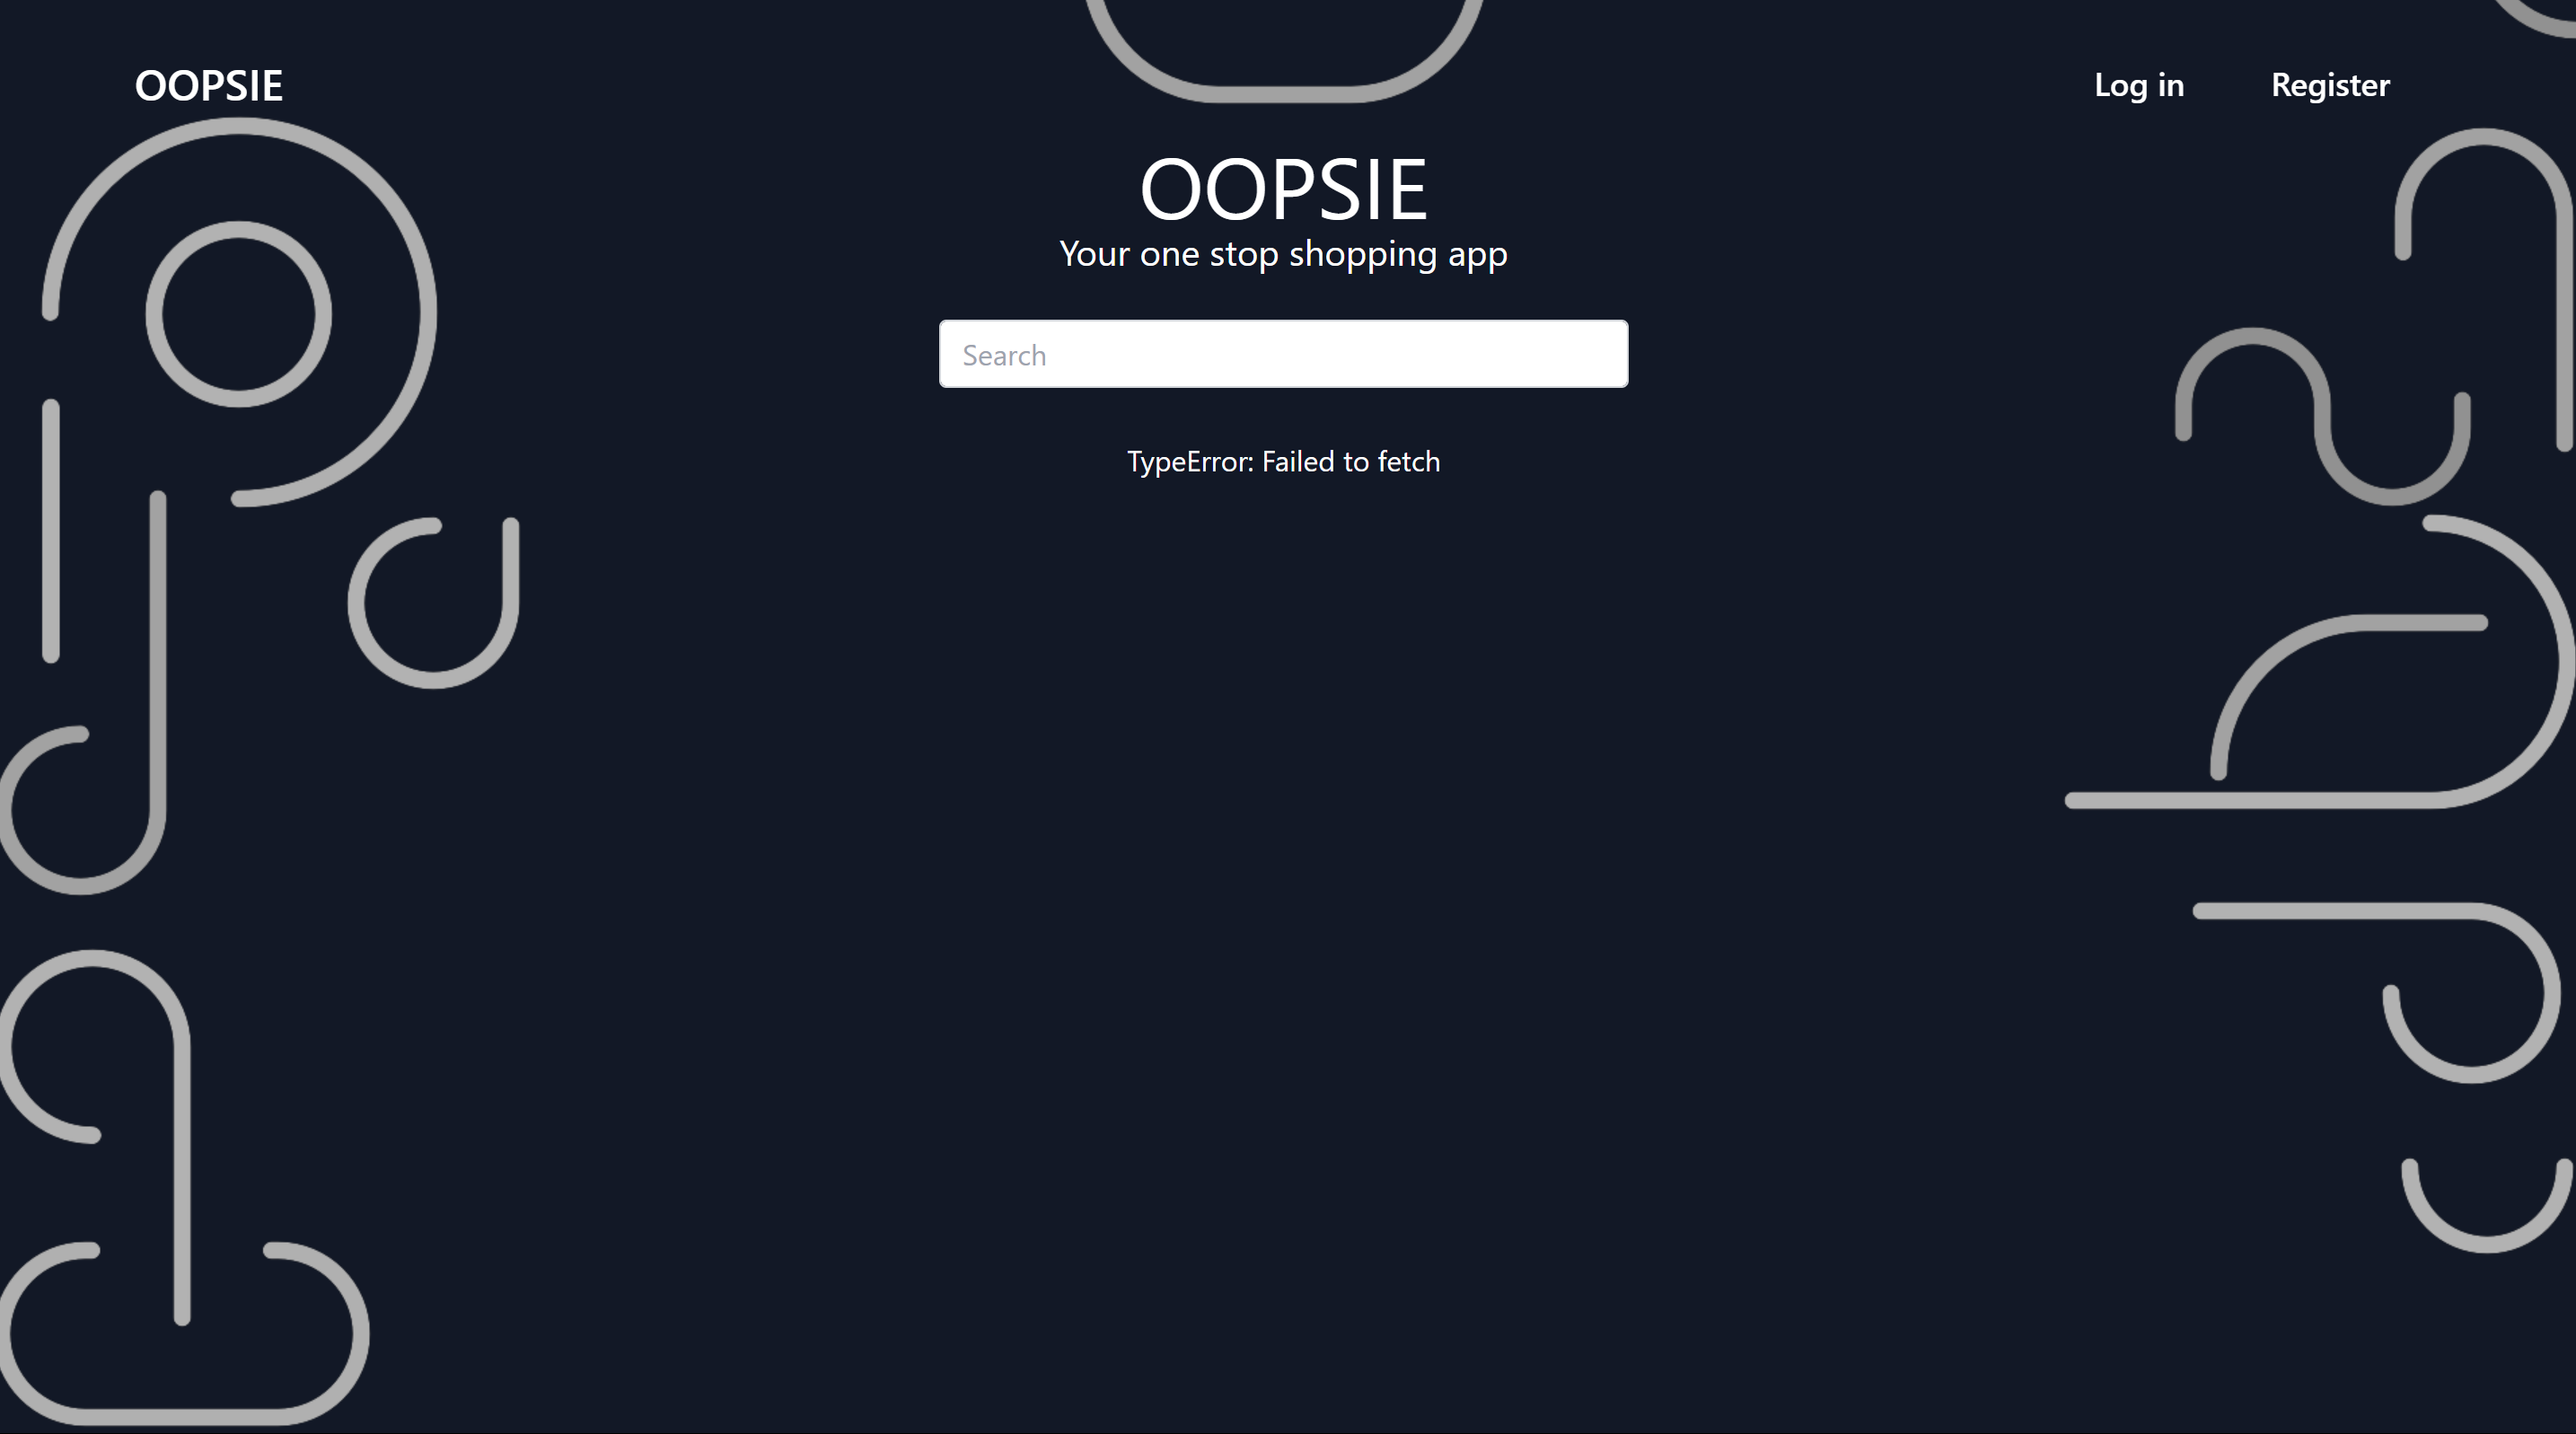 OOPSIE
Log in
Register
OOPSIE
Your one stop shopping app
Search
TypeError: Failed to fetch